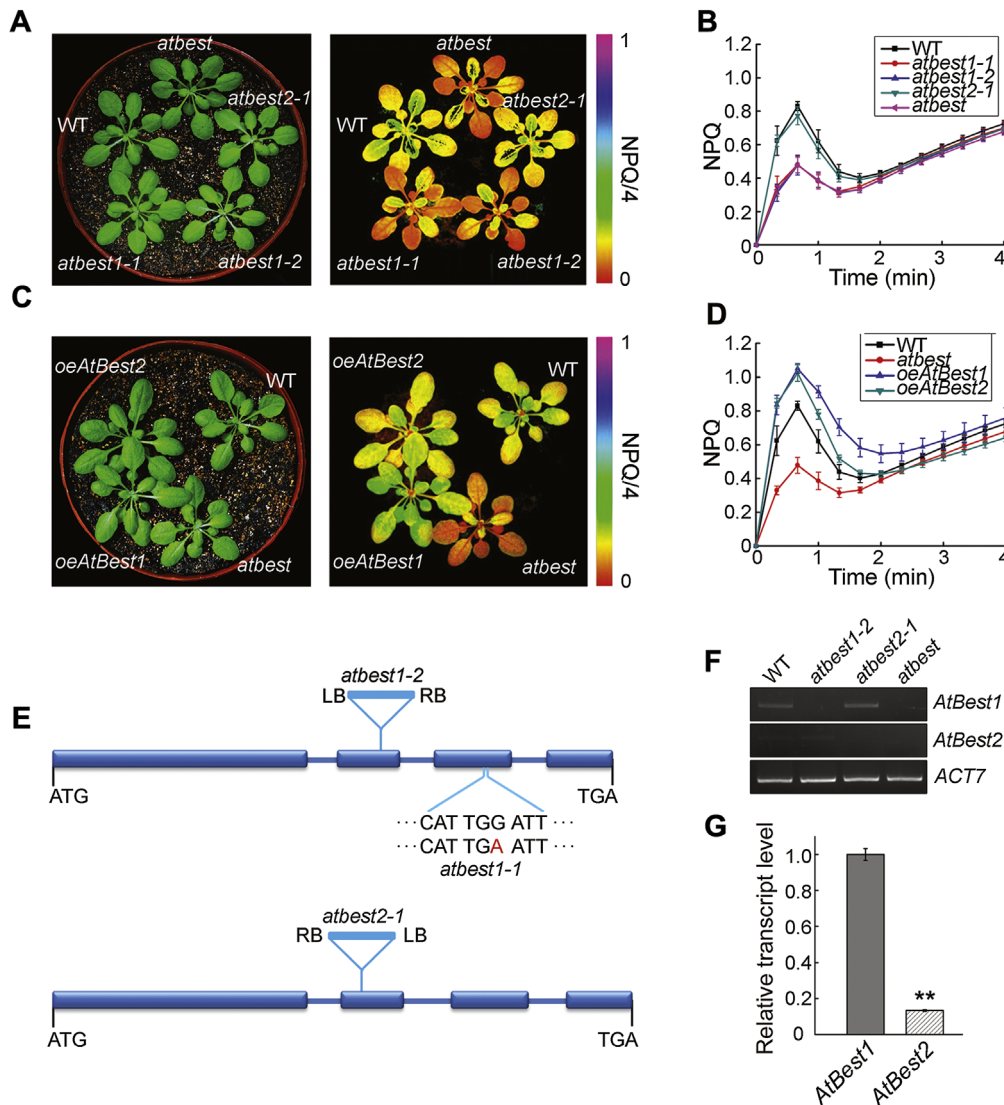 A
atbest
atbest2-1
WT
atbest1-1
atbest1-2
atbest
atbest2-1
WT
atbest1-1
atbest1-2
1
NPQ/4
0
B
1.2
1.0
0.8
0.6
0.4
0.2
0
NPQ
WT
atbest1-1
atbest1-2
atbest2-1
atbest
0 1 2 3 4
Time (min)
C
oeAtBest2
WT
oeAtBest1
atbest
oeAtBest2
WT
oeAtBest1
atbest
1
NPQ/4
0
D
1.2
1.0
0.8
0.6
0.4
0.2
0
NPQ
WT
atbest
oeAtBest1
oeAtBest2
0 1 2 3 4
Time (min)
E
atbest1-2
LB RB
ATG TGA
···CAT TGG ATT ···
···CAT TGA ATT ···
atbest1-1
atbest2-1
RB LB
ATG TGA
F
WT atbest1-2 atbest2-1 atbest
AtBest1
AtBest2
ACT7
G
Relative transcript level
1.0
0.8
0.6
0.4
0.2
0
**
AtBest1 AtBest2